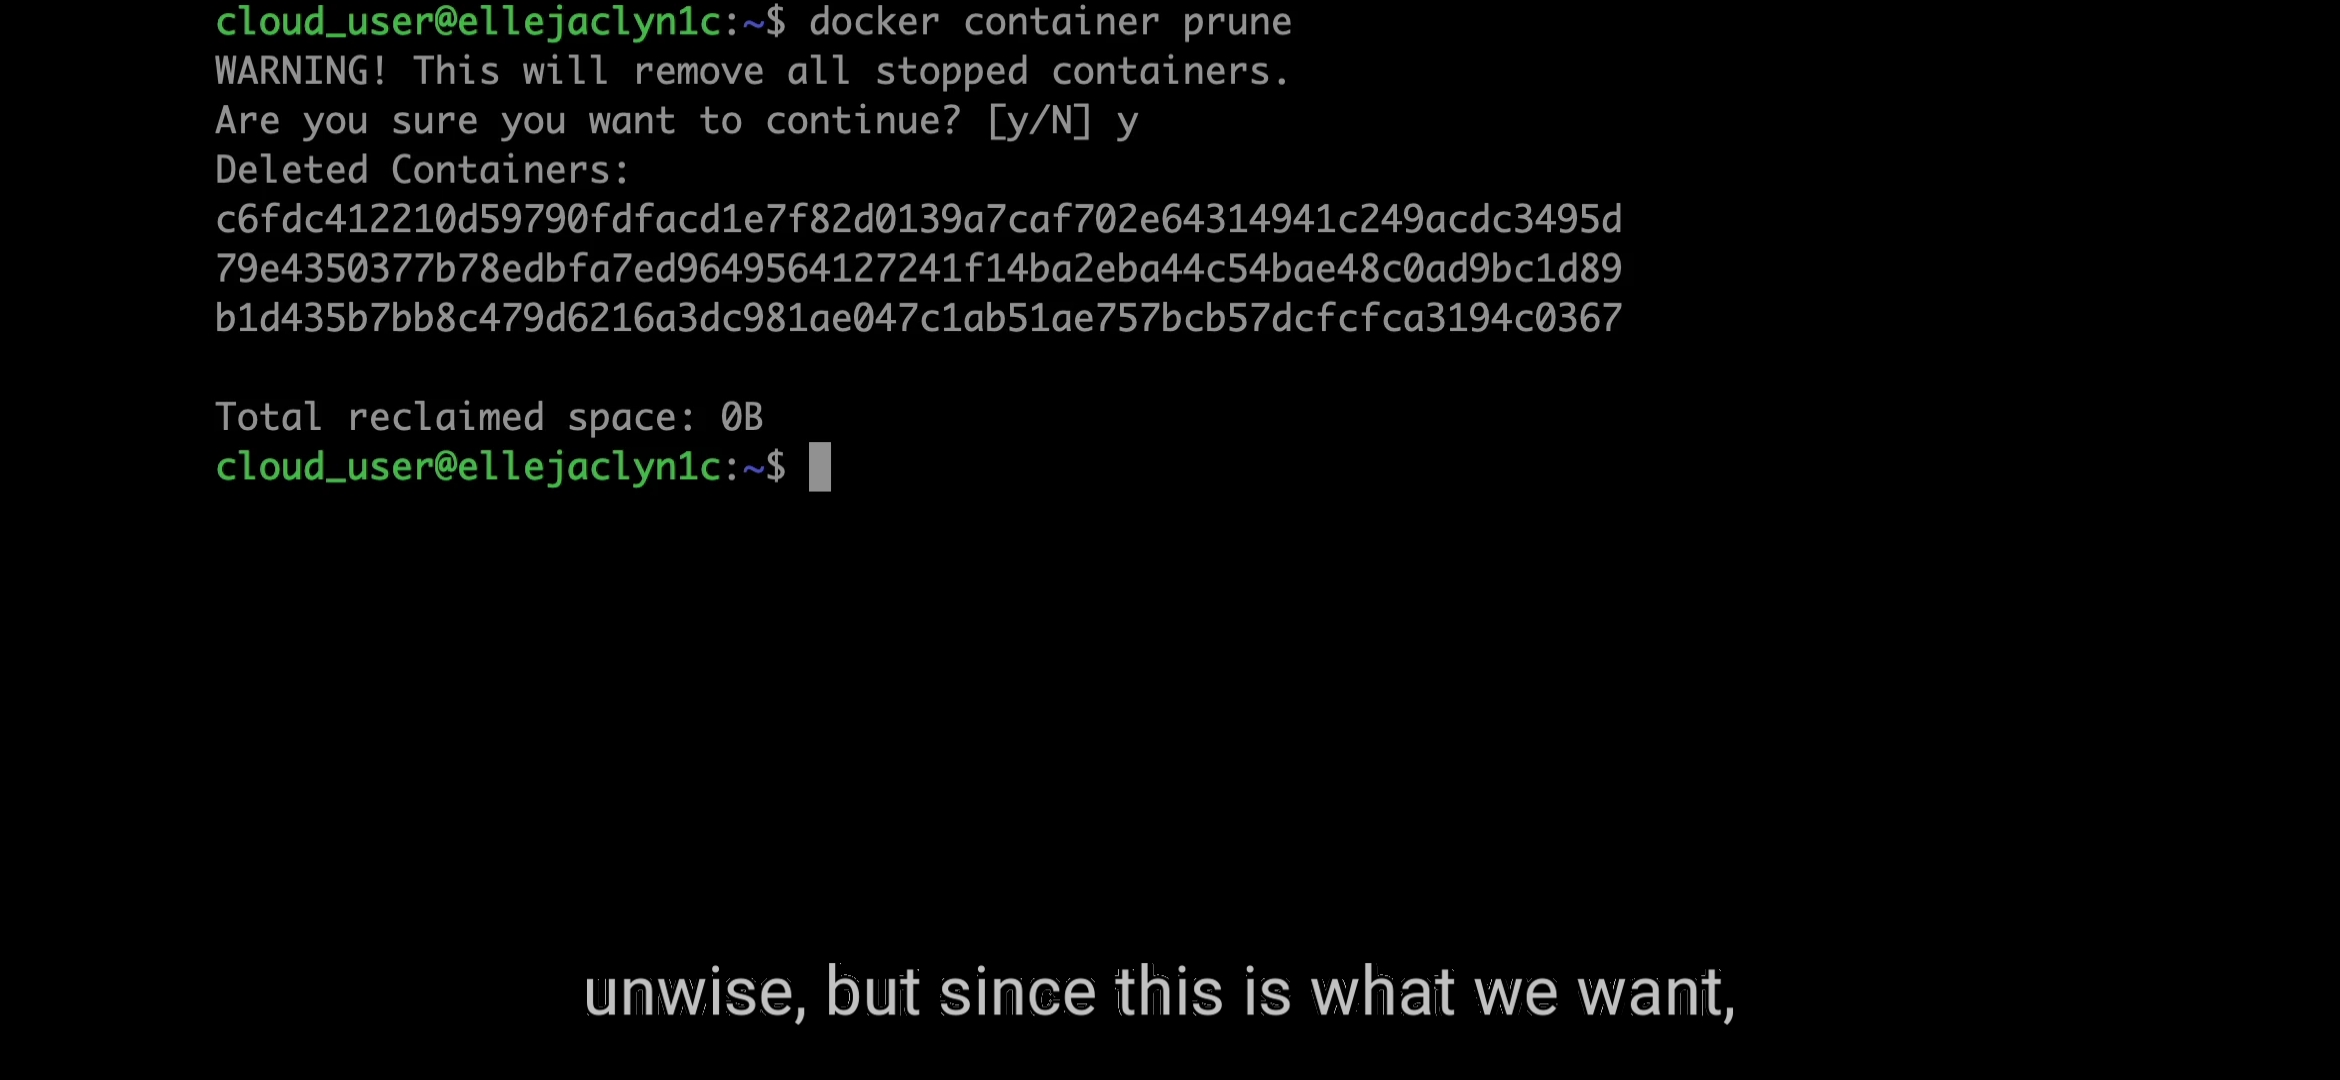 cloud_user@ellejaclyn1c:~$ docker container prune
WARNING! This will remove all stopped containers.
Are you sure you want to continue? [y/N] y
Deleted Containers:
c6fdc412210d59790fdfacd1e7f82d0139a7caf702e64314941c249acdc3495d
79e4350377b78edbfa7ed9649564127241f14ba2eba44c54bae48c0ad9bc1d89
b1d435b7bb8c479d6216a3dc981ae047c1ab51ae757bcb57dcfcfca3194c0367
Total reclaimed space: 0B
cloud_user@ellejaclyn1c:~$
unwise, but since this is what we want,